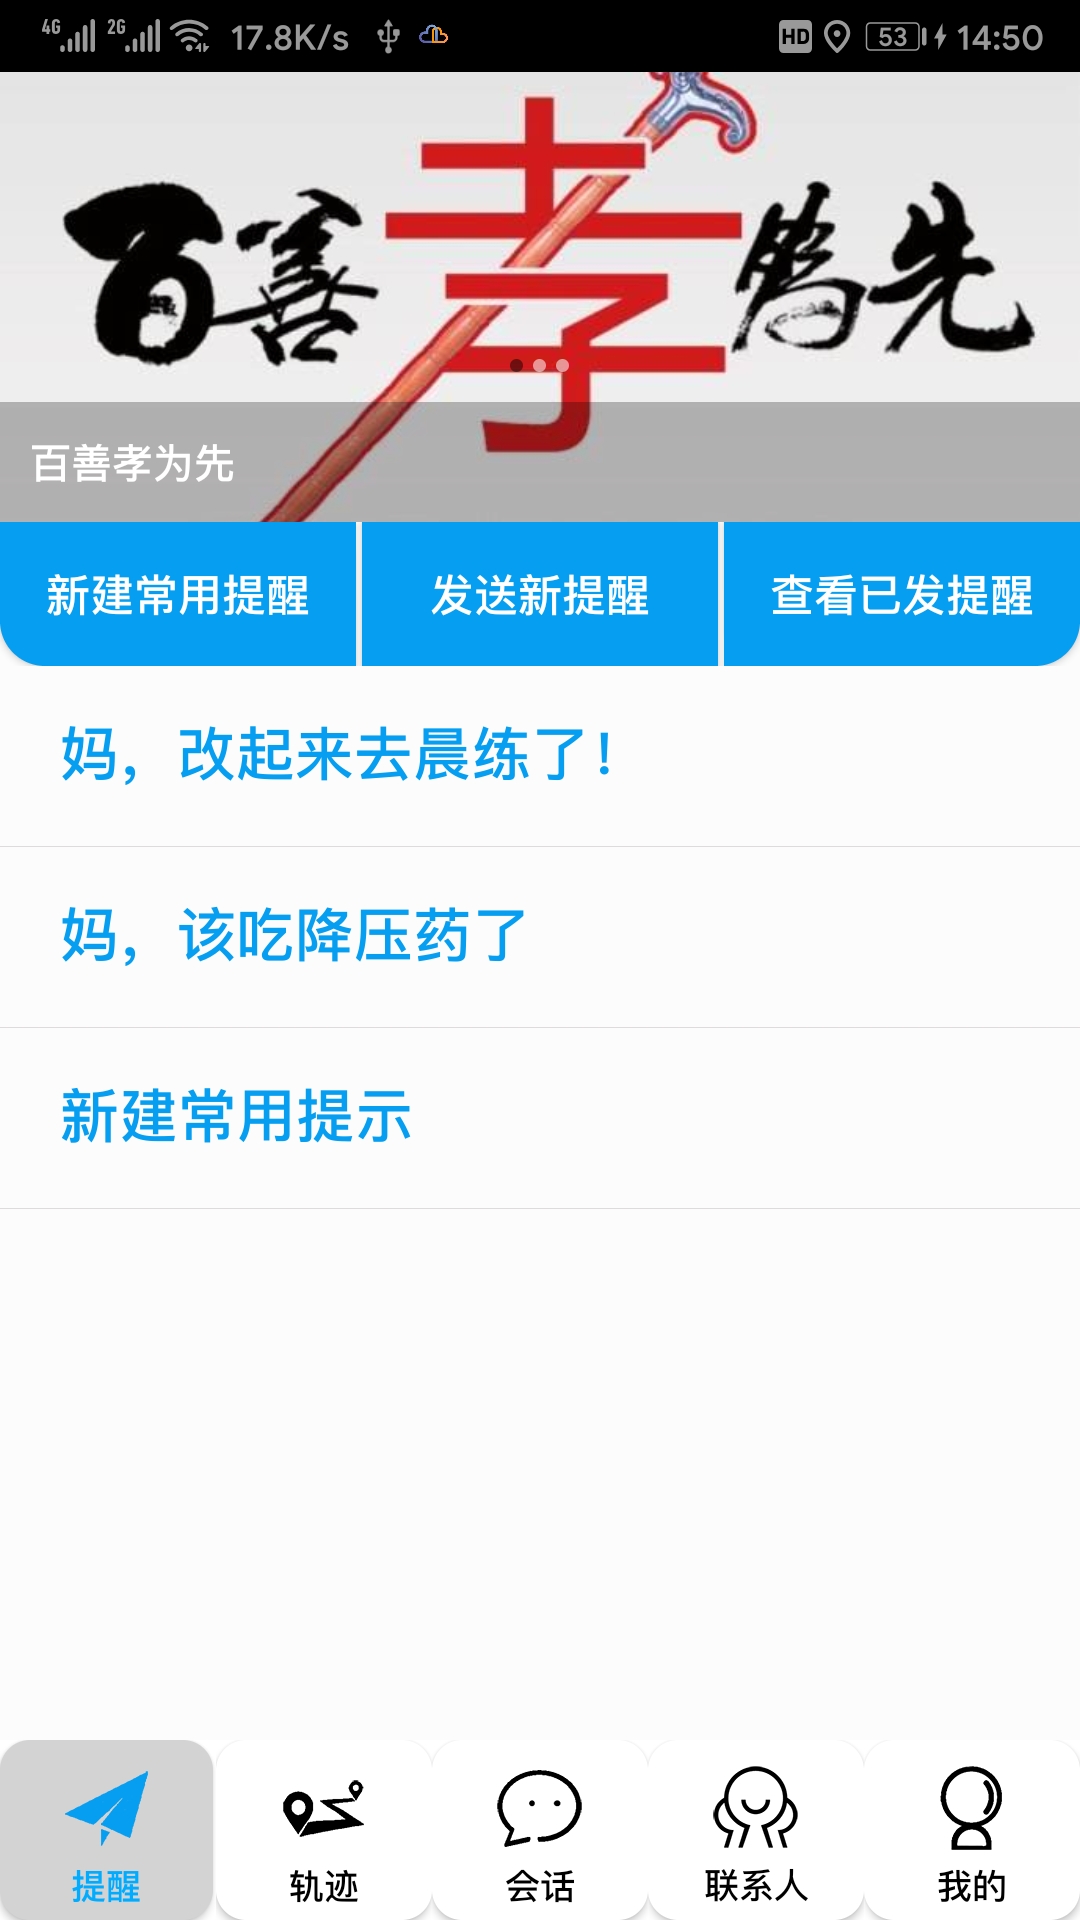 4G 2G 17.8K/s HD 53 14:50
百善孝為先
百善孝为先
新建常用提醒 发送新提醒 查看已发提醒
妈，改起来去晨练了！
妈，该吃降压药了
新建常用提示
提醒 轨迹 会话 联系人 我的